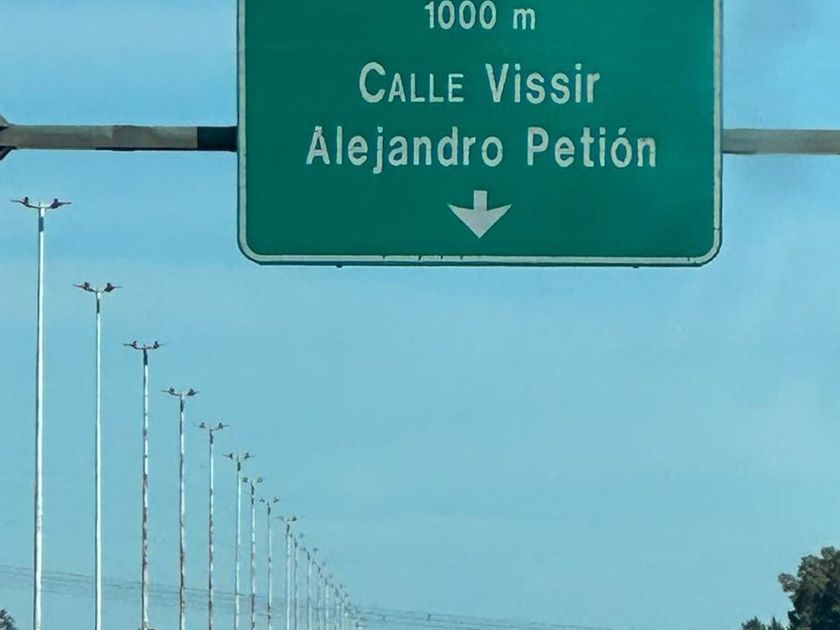 1000 m
CALLE Vissir
Alejandro Petión